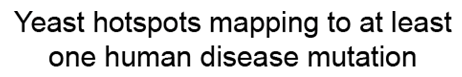 Yeast hotspots mapping to at least
one human disease mutation